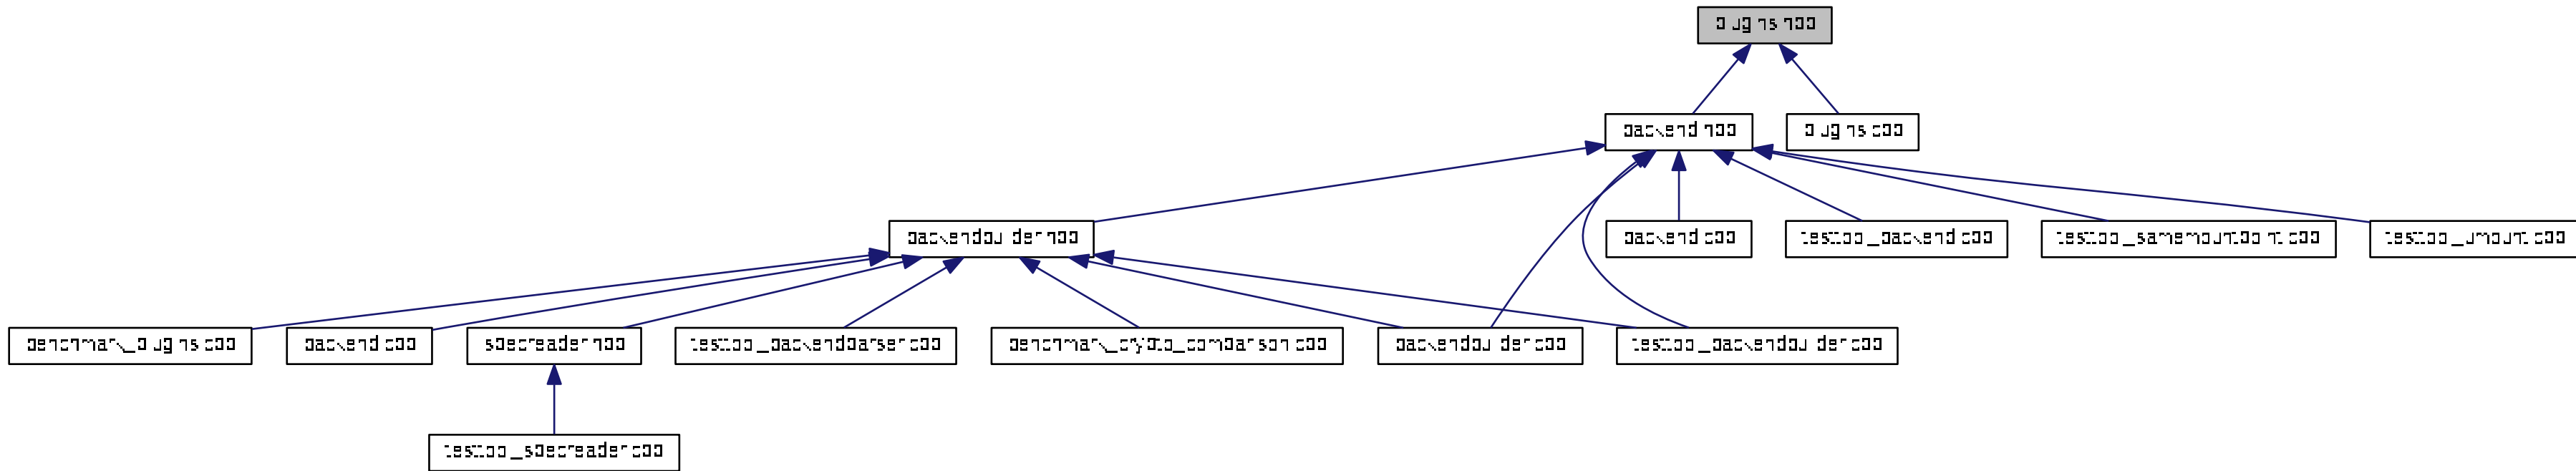 plugins.hpp
backend.hpp
plugins.cpp
backendbuilder.hpp
backend.cpp
testtool_backend.cpp
testtool_samemountpoint.cpp
testtool_umount.cpp
benchmark_plugins.cpp
backend.cpp
specreader.hpp
testtool_backendparser.cpp
benchmark_crypto_comparison.cpp
backendbuilder.cpp
testtool_backendbuilder.cpp
testtool_specreader.cpp